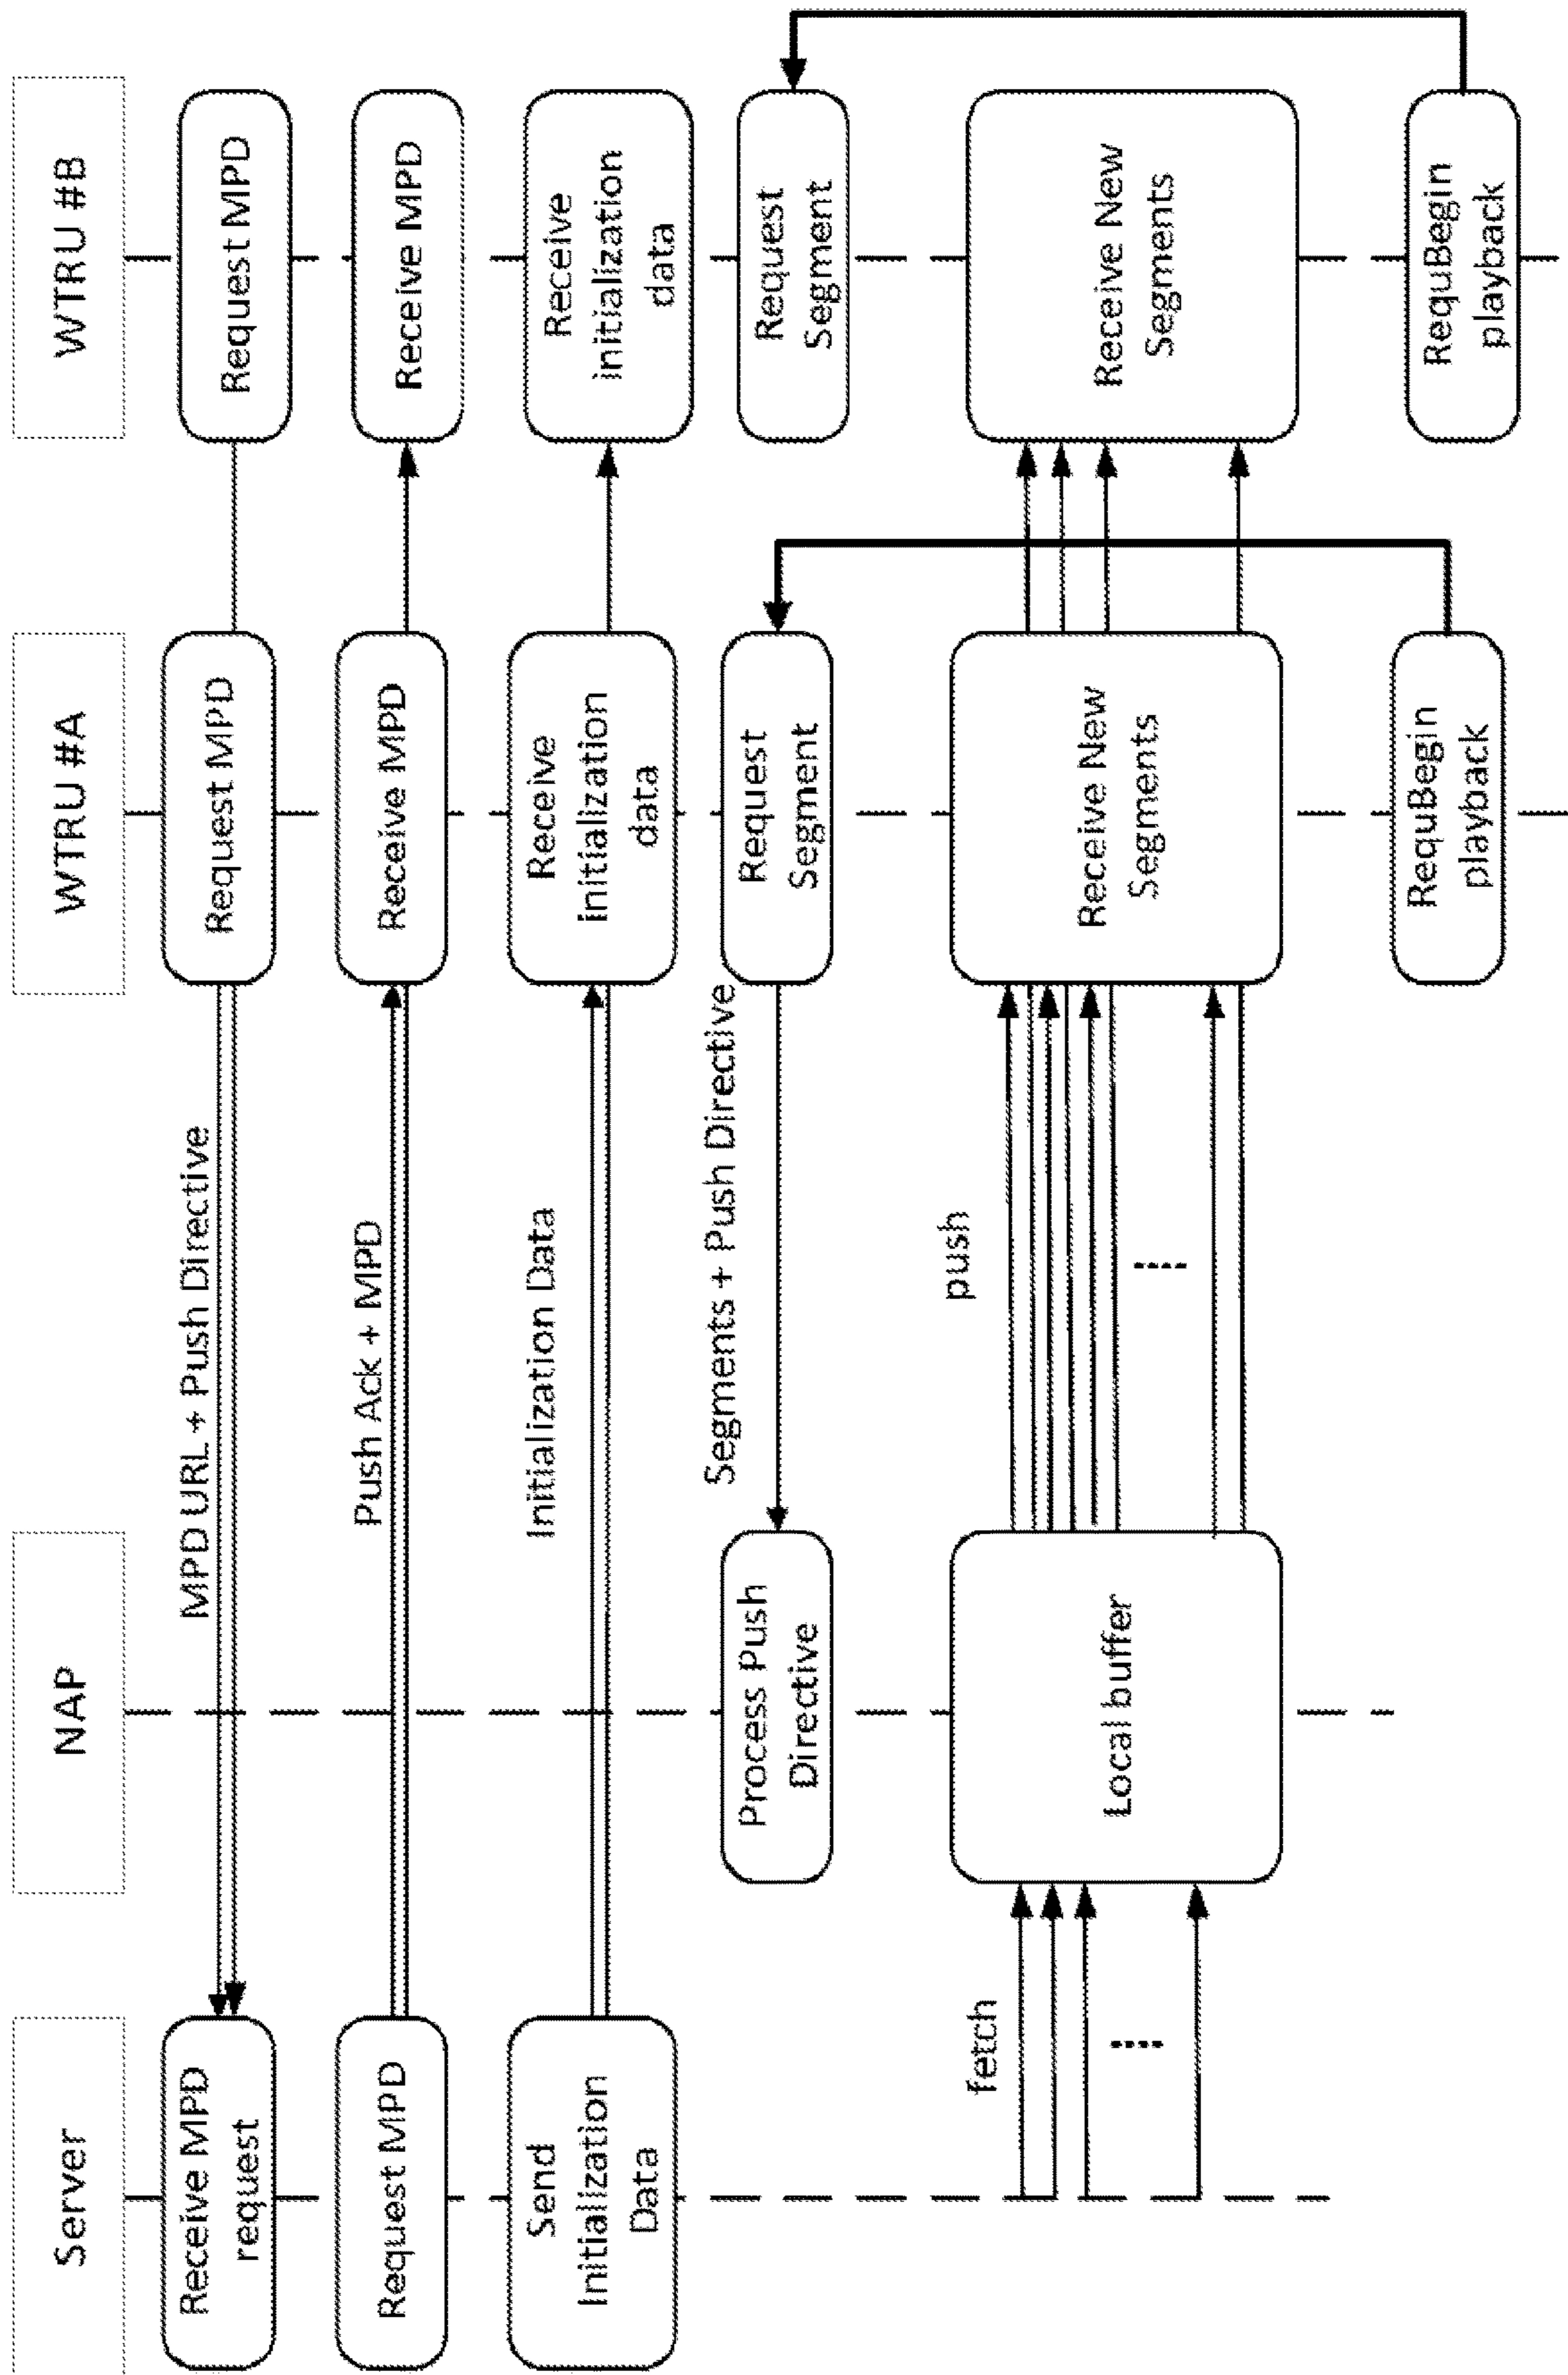 Server
NAP
WTRU #A
WTRU #B
Receive MPD
request
MPD URL + Push Directive
Request MPD
Request MPD
Request MPD
Push Ack + MPD
Receive MPD
Receive MPD
Send
Initialization
Data
Initialization Data
Receive
initialization
data
Receive
initialization
data
Process Push
Directive
Segments + Push Directive
Request
Segment
Request
Segment
fetch
....
Local buffer
push
....
Receive New
Segments
Receive New
Segments
RequBegin
playback
RequBegin
playback